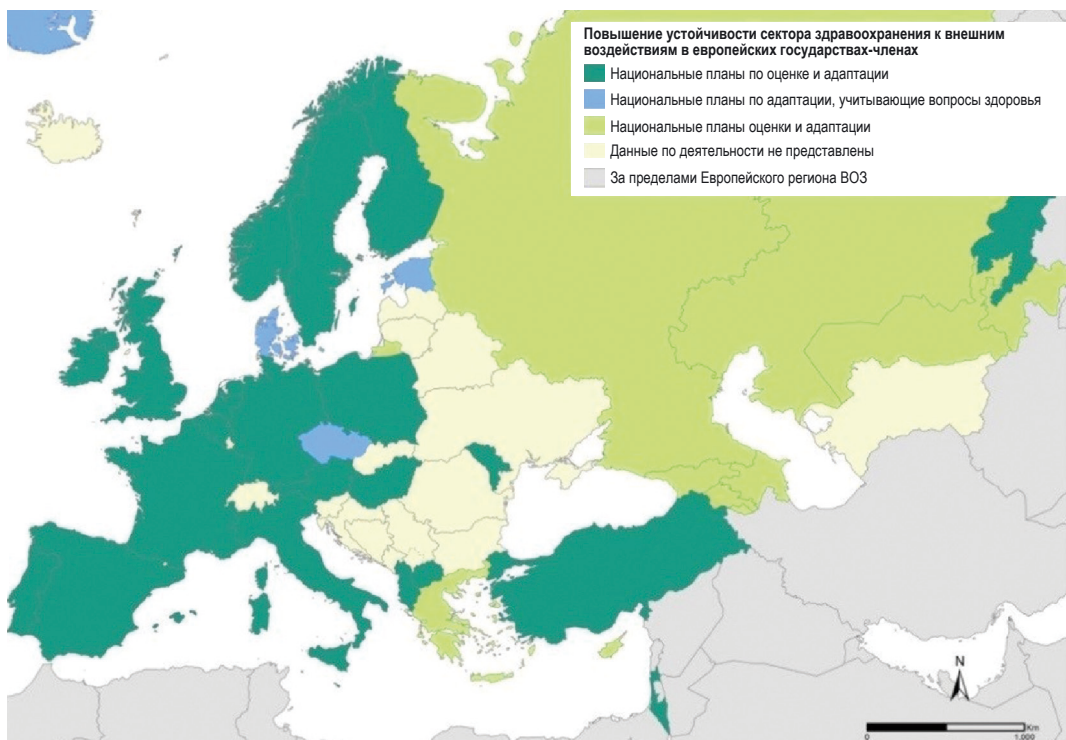 Повышение устойчивости сектора здравоохранения к внешним
воздействиям в европейских государствах-членах
Национальные планы по оценке и адаптации
Национальные планы по адаптации, учитывающие вопросы здоровья
Национальные планы оценки и адаптации
Данные по деятельности не представлены
За пределами Европейского региона ВОЗ
N
Km
0 1.000